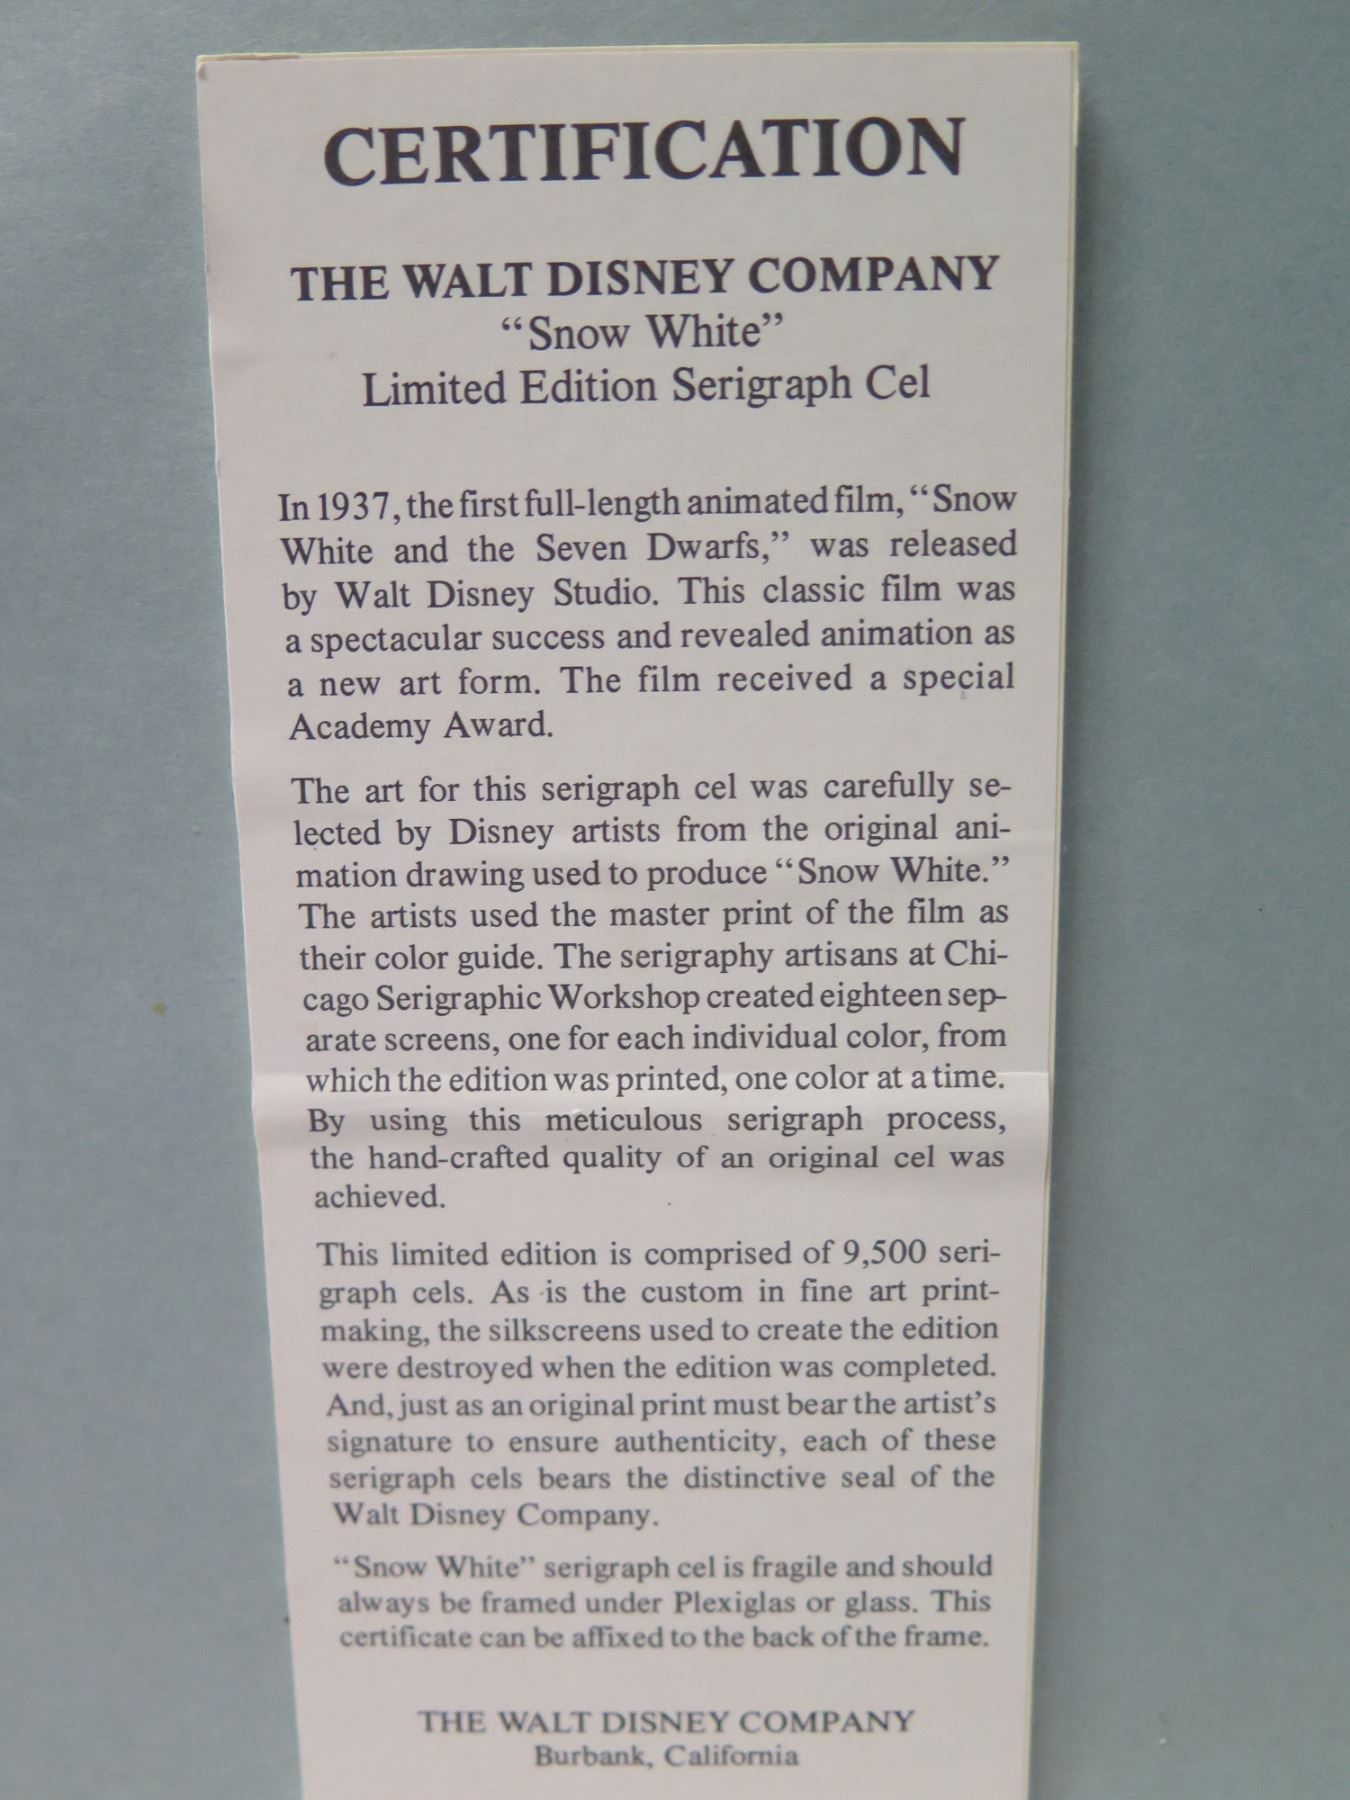 CERTIFICATION
THE WALT DISNEY COMPANY
“Snow White”
Limited Edition Serigraph Cel
In 1937, the first full-length animated film, “Snow
White and the Seven Dwarfs,” was released
by Walt Disney Studio. This classic film was
a spectacular success and revealed animation as
a new art form. The film received a special
Academy Award.
The art for this serigraph cel was carefully se-
lected by Disney artists from the original ani-
mation drawing used to produce “Snow White.”
The artists used the master print of the film as
their color guide. The serigraphy artisans at Chi-
cago Serigraphic Workshop created eighteen sep-
arate screens, one for each individual color, from
which the edition was printed, one color at a time.
By using this meticulous serigraph process,
the hand-crafted quality of an original cel was
achieved.
This limited edition is comprised of 9,500 seri-
graph cels. As is the custom in fine art print-
making, the silkscreens used to create the edition
were destroyed when the edition was completed.
And, just as an original print must bear the artist’s
signature to ensure authenticity, each of these
serigraph cels bears the distinctive seal of the
Walt Disney Company.
“Snow White” serigraph cel is fragile and should
always be framed under Plexiglas or glass. This
certificate can be affixed to the back of the frame.
THE WALT DISNEY COMPANY
Burbank, California